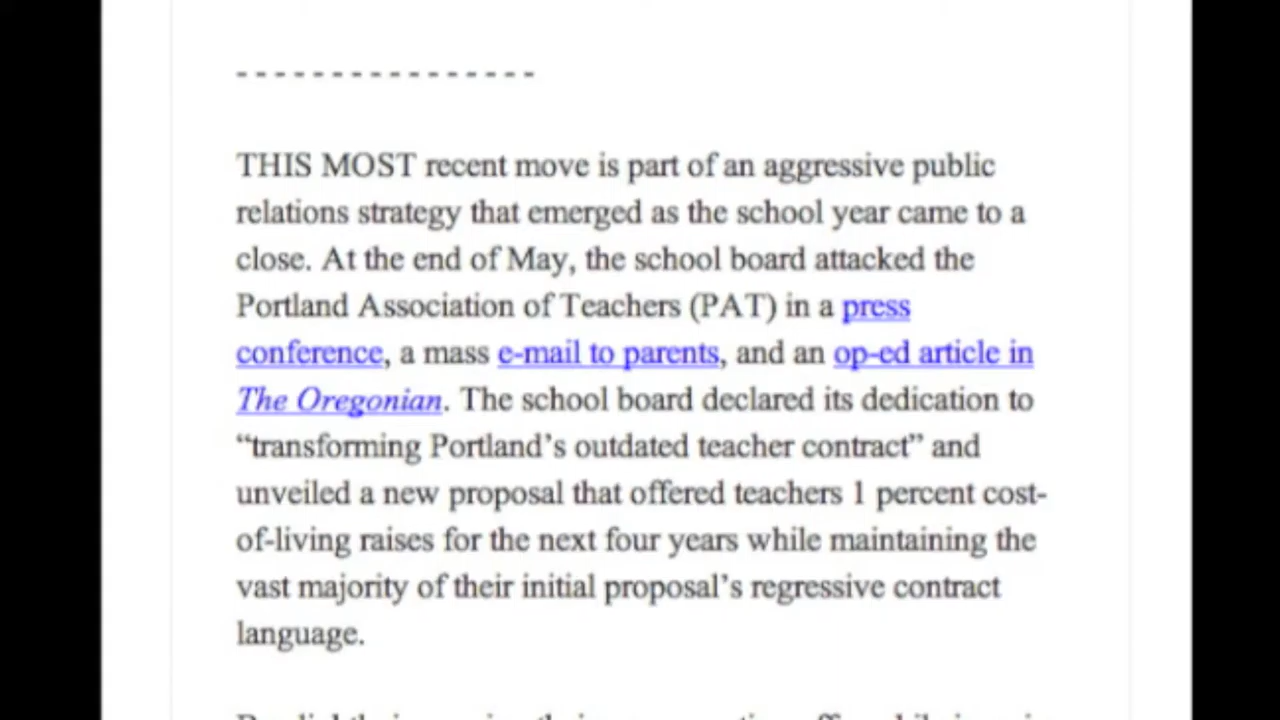 - - - - - - - - - - - - - - - -
THIS MOST recent move is part of an aggressive public
relations strategy that emerged as the school year came to a
close. At the end of May, the school board attacked the
Portland Association of Teachers (PAT) in a press
conference, a mass e-mail to parents, and an op-ed article in
The Oregonian. The school board declared its dedication to
“transforming Portland’s outdated teacher contract” and
unveiled a new proposal that offered teachers 1 percent cost-
of-living raises for the next four years while maintaining the
vast majority of their initial proposal’s regressive contract
language.